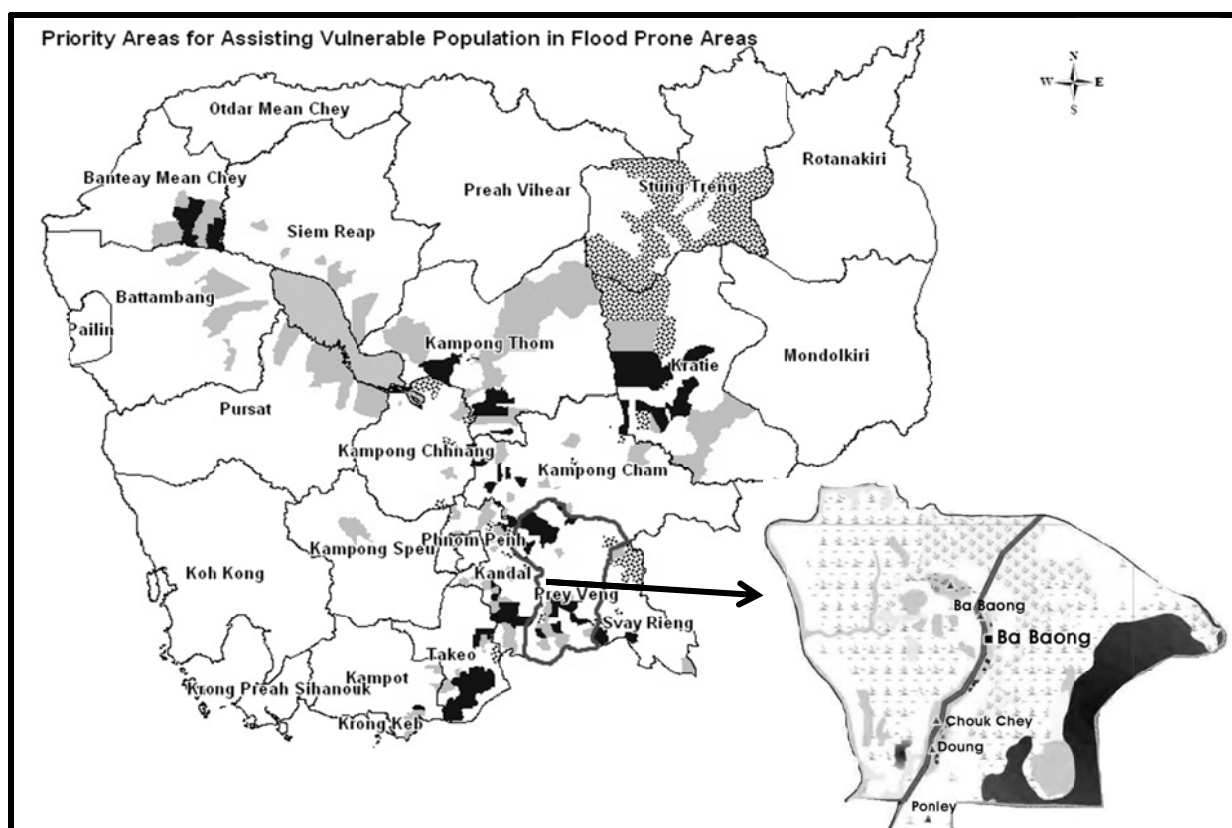 Priority Areas for Assisting Vulnerable Population in Flood Prone Areas
N
W E
S
Otdar Mean Chey
Rotanakiri
Banteay Mean Chey
Preah Vihear
Stung Treng
Siem Reap
Battambang
Pailin
Kampong Thom
Kratie
Mondolkiri
Pursat
Kampong Chhnang
Kampong Cham
Phnom Penh
Kampong Speu
Koh Kong
Kandal
Prey Veng
Svay Rieng
Takeo
Kampot
Krong Preah Sihanouk
Krong Keb
Ba Baong
Ba Baong
Chouk Chey
Doung
Ponley